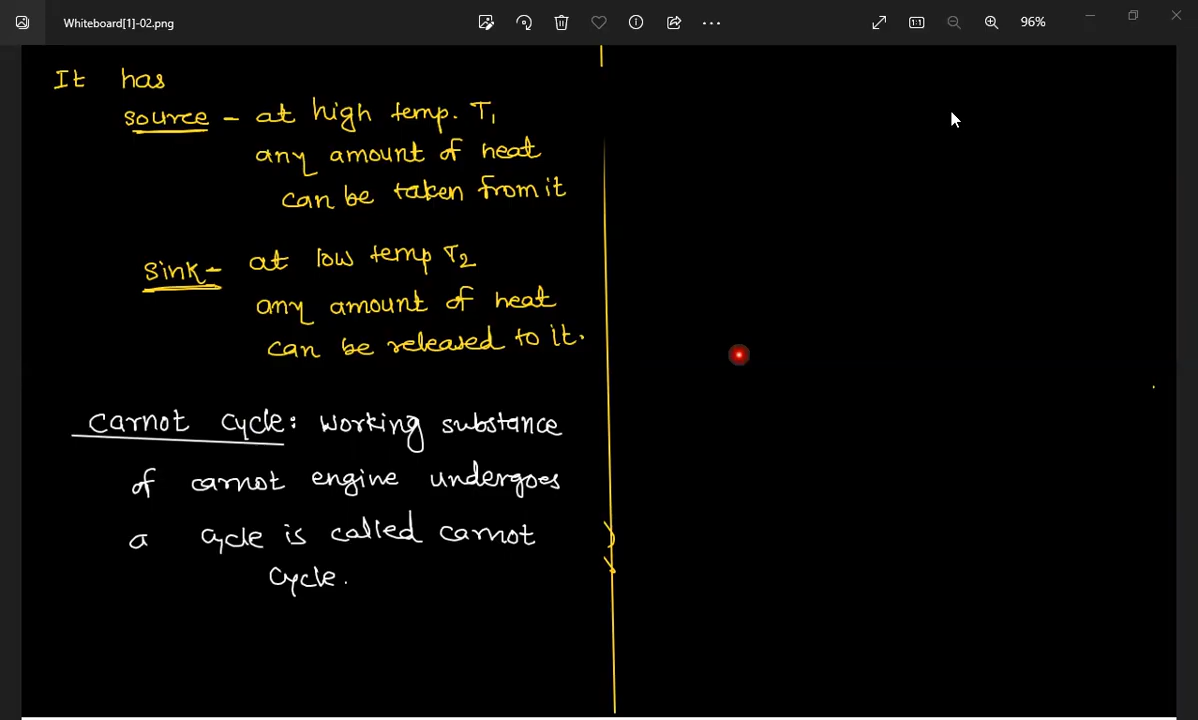 Whiteboard[1]-02.png
96%
It has
source - at high temp. T1
any amount of heat
can be taken from it
Sink - at low temp T2
any amount of heat
can be released to it.
Carnot Cycle: Working substance
of carnot engine undergoes
a cycle is called carnot
Cycle.